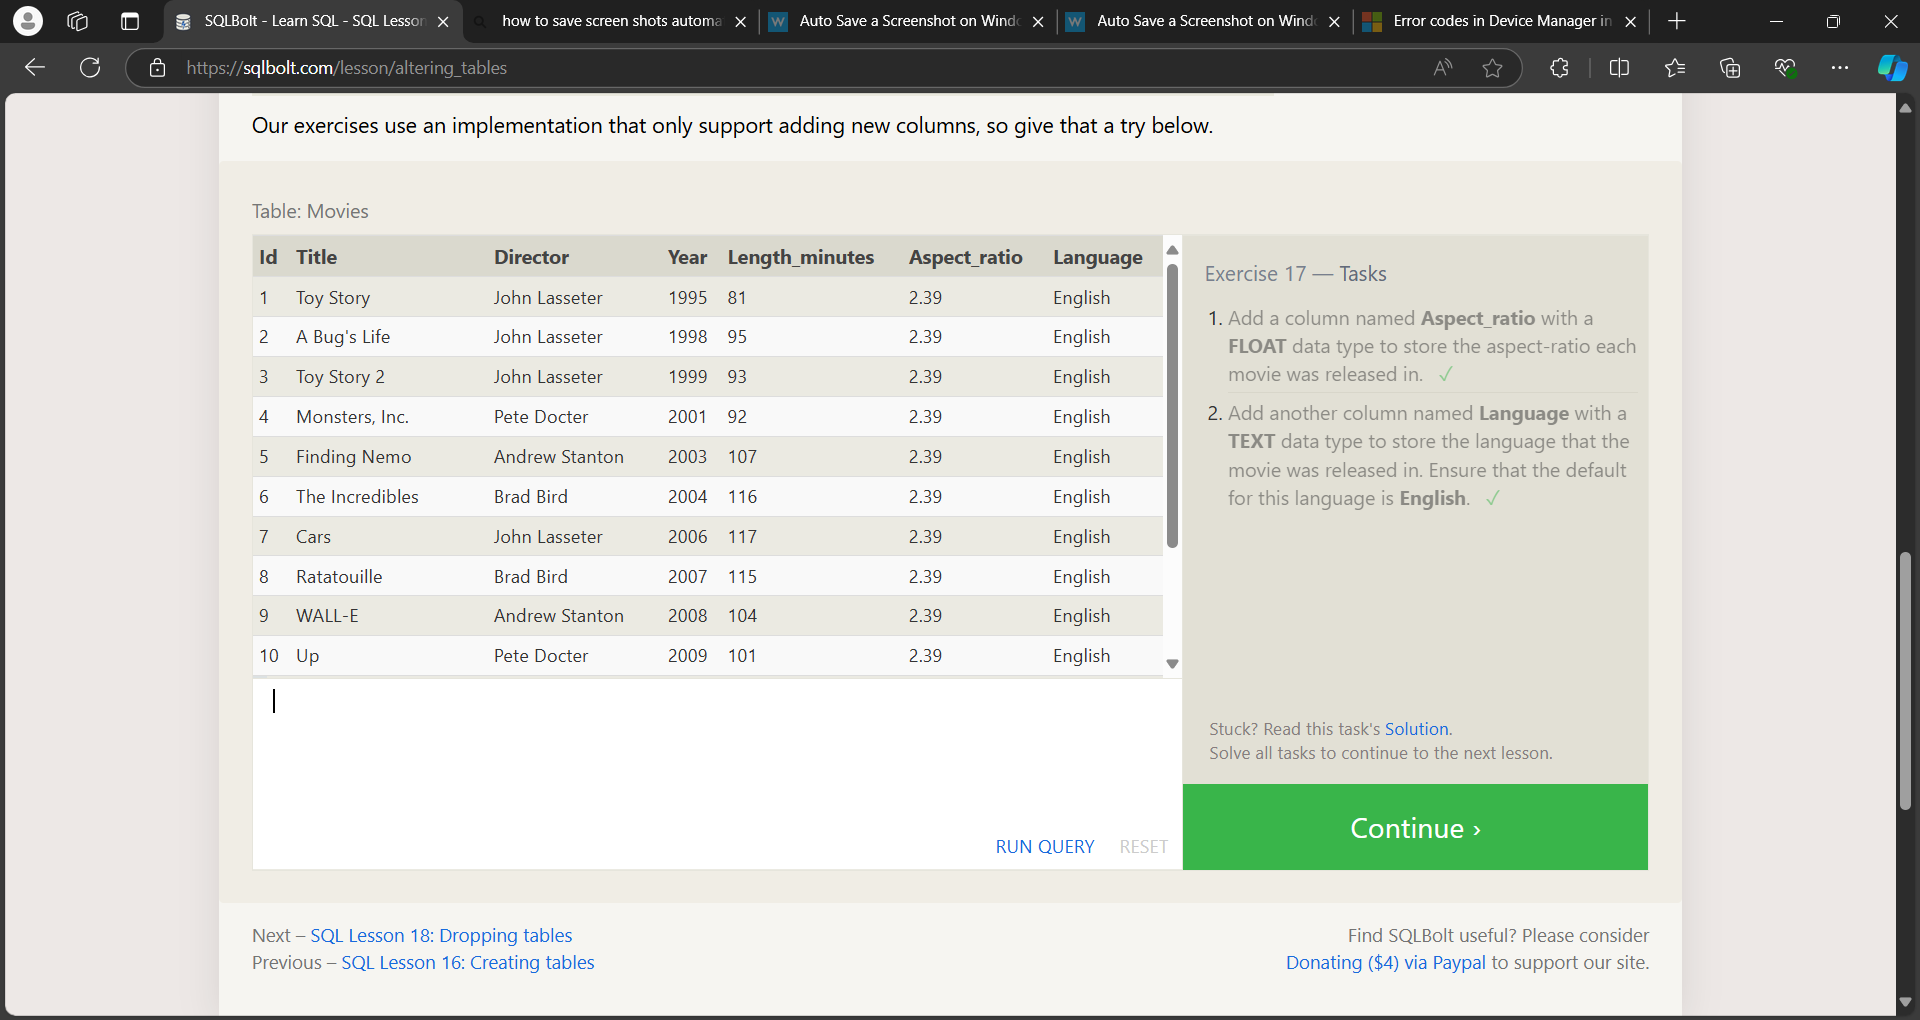 SQLBolt - Learn SQL - SQL Lesson
how to save screen shots automa
Auto Save a Screenshot on Windo
Auto Save a Screenshot on Windo
Error codes in Device Manager in
https://sqlbolt.com/lesson/altering_tables
Our exercises use an implementation that only support adding new columns, so give that a try below.
Table: Movies
Id Title Director Year Length_minutes Aspect_ratio Language
1 Toy Story John Lasseter 1995 81 2.39 English
2 A Bug's Life John Lasseter 1998 95 2.39 English
3 Toy Story 2 John Lasseter 1999 93 2.39 English
4 Monsters, Inc. Pete Docter 2001 92 2.39 English
5 Finding Nemo Andrew Stanton 2003 107 2.39 English
6 The Incredibles Brad Bird 2004 116 2.39 English
7 Cars John Lasseter 2006 117 2.39 English
8 Ratatouille Brad Bird 2007 115 2.39 English
9 WALL-E Andrew Stanton 2008 104 2.39 English
10 Up Pete Docter 2009 101 2.39 English
RUN QUERY RESET
Exercise 17 — Tasks
1. Add a column named Aspect_ratio with a
FLOAT data type to store the aspect-ratio each
movie was released in. ✓
2. Add another column named Language with a
TEXT data type to store the language that the
movie was released in. Ensure that the default
for this language is English. ✓
Stuck? Read this task's Solution.
Solve all tasks to continue to the next lesson.
Continue ›
Next – SQL Lesson 18: Dropping tables
Previous – SQL Lesson 16: Creating tables
Find SQLBolt useful? Please consider
Donating ($4) via Paypal to support our site.